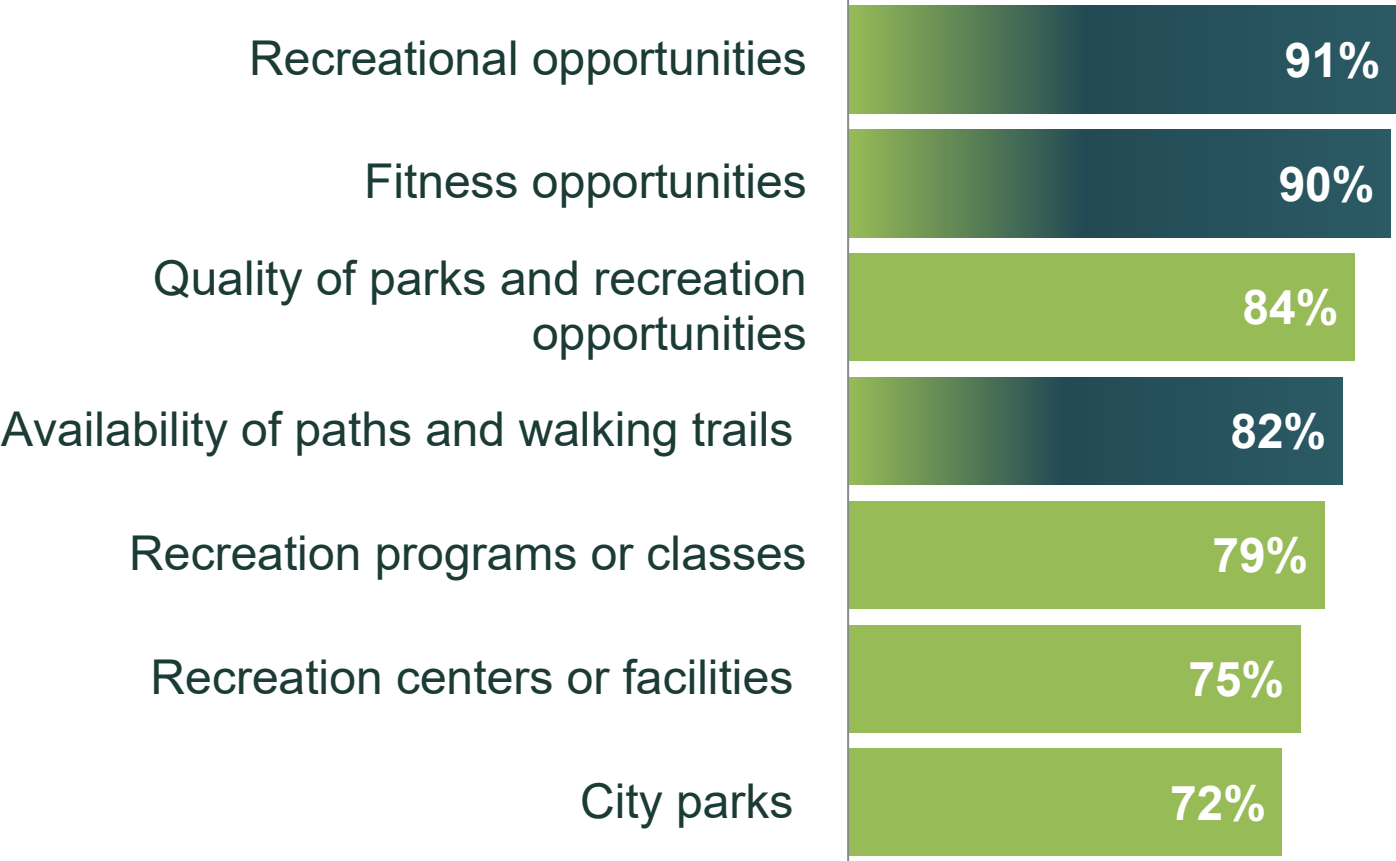 Recreational opportunities 91%
Fitness opportunities 90%
Quality of parks and recreation
opportunities 84%
Availability of paths and walking trails 82%
Recreation programs or classes 79%
Recreation centers or facilities 75%
City parks 72%